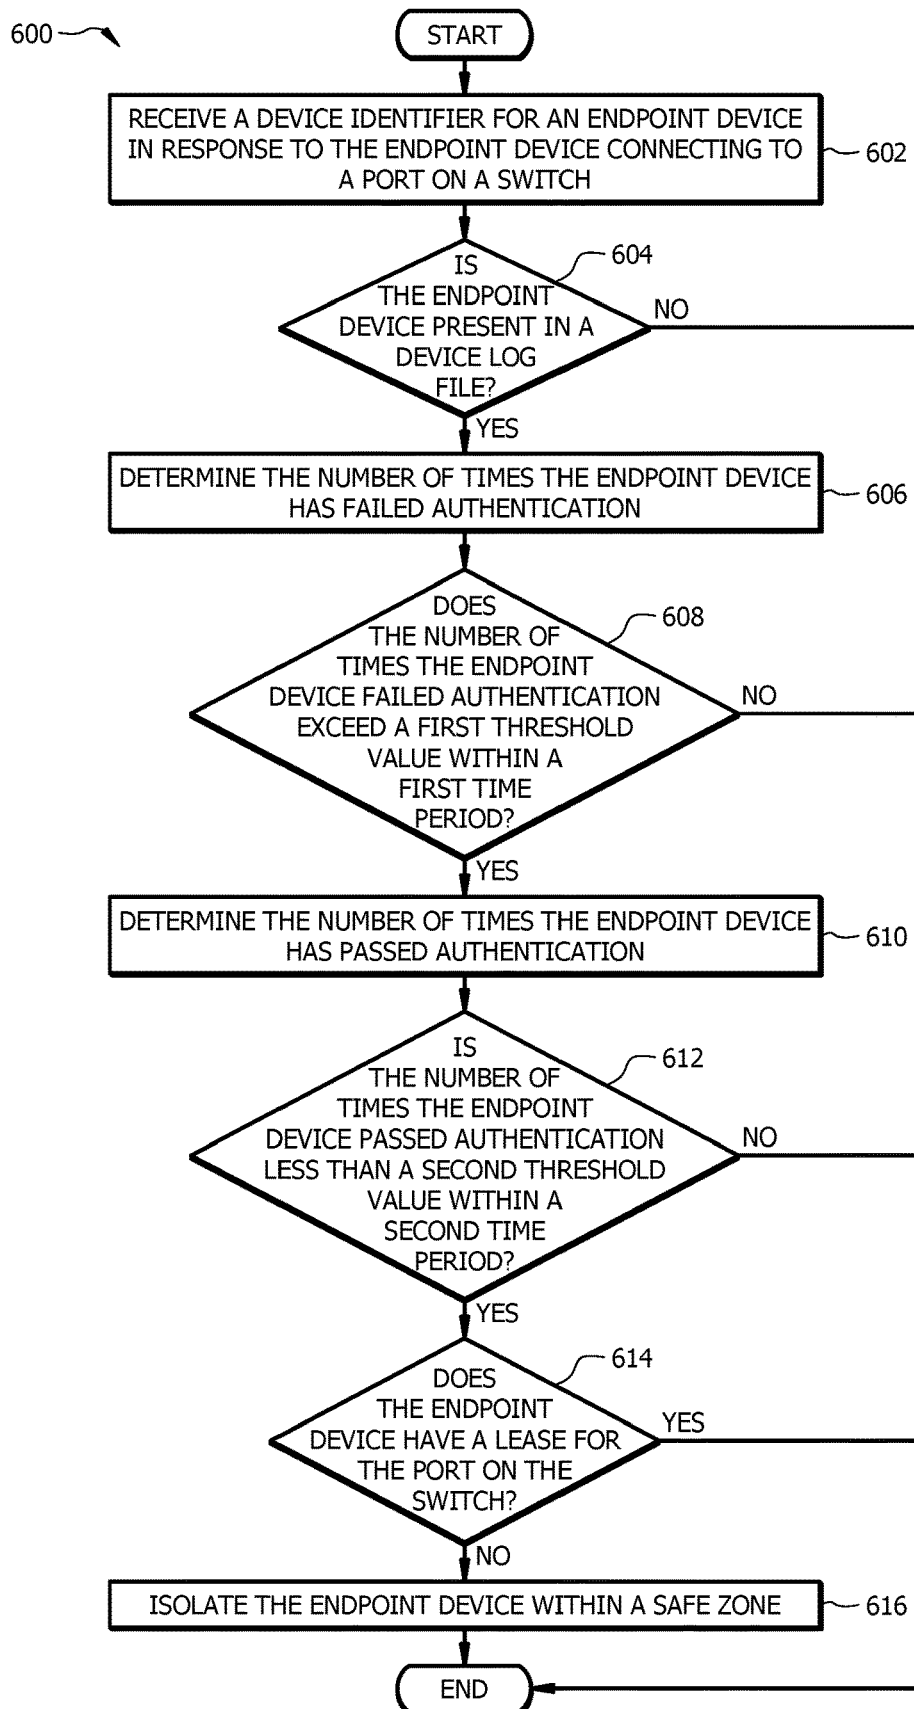 600
START
RECEIVE A DEVICE IDENTIFIER FOR AN ENDPOINT DEVICE
IN RESPONSE TO THE ENDPOINT DEVICE CONNECTING TO
A PORT ON A SWITCH
602
IS
THE ENDPOINT
DEVICE PRESENT IN A
DEVICE LOG
FILE?
604
NO
YES
DETERMINE THE NUMBER OF TIMES THE ENDPOINT DEVICE
HAS FAILED AUTHENTICATION
606
DOES
THE NUMBER OF
TIMES THE ENDPOINT
DEVICE FAILED AUTHENTICATION
EXCEED A FIRST THRESHOLD
VALUE WITHIN A
FIRST TIME
PERIOD?
608
NO
YES
DETERMINE THE NUMBER OF TIMES THE ENDPOINT DEVICE
HAS PASSED AUTHENTICATION
610
IS
THE NUMBER OF
TIMES THE ENDPOINT
DEVICE PASSED AUTHENTICATION
LESS THAN A SECOND THRESHOLD
VALUE WITHIN A
SECOND TIME
PERIOD?
612
NO
YES
DOES
THE ENDPOINT
DEVICE HAVE A LEASE FOR
THE PORT ON THE
SWITCH?
614
YES
NO
ISOLATE THE ENDPOINT DEVICE WITHIN A SAFE ZONE
616
END